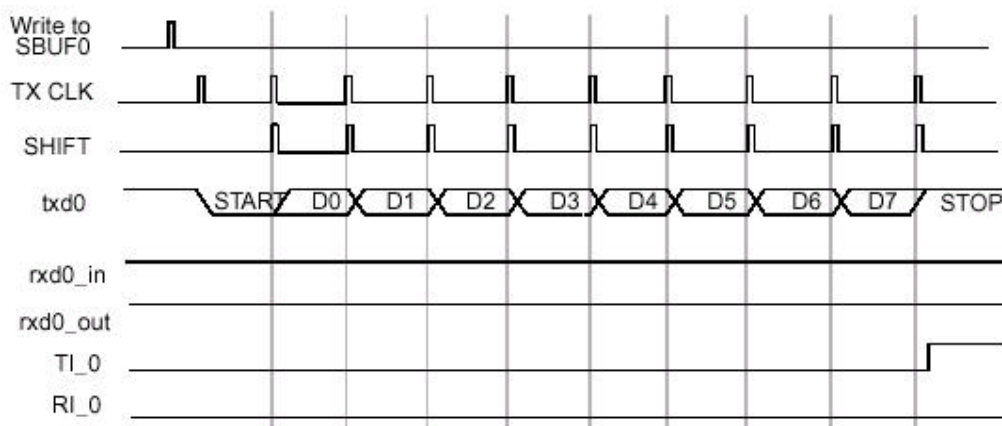 Write to
SBUF0
TX CLK
SHIFT
txd0
START D0 D1 D2 D3 D4 D5 D6 D7 STOP
rxd0_in
rxd0_out
TI_0
RI_0